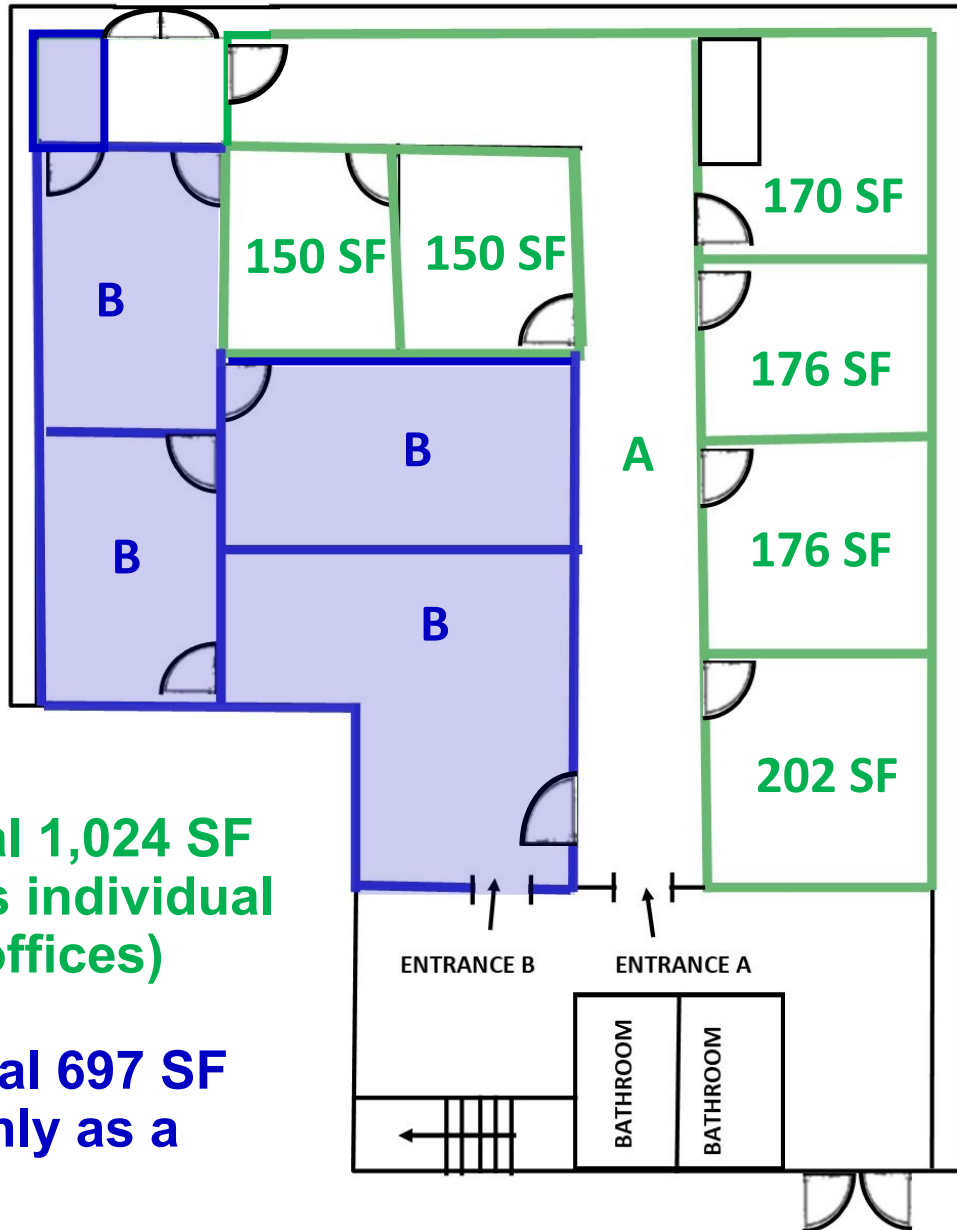 170 SF
150 SF
150 SF
B
176 SF
B
A
176 SF
B
B
202 SF
al 1,024 SF
s individual
offices)
ENTRANCE B
ENTRANCE A
al 697 SF
nly as a
BATHROOM
BATHROOM